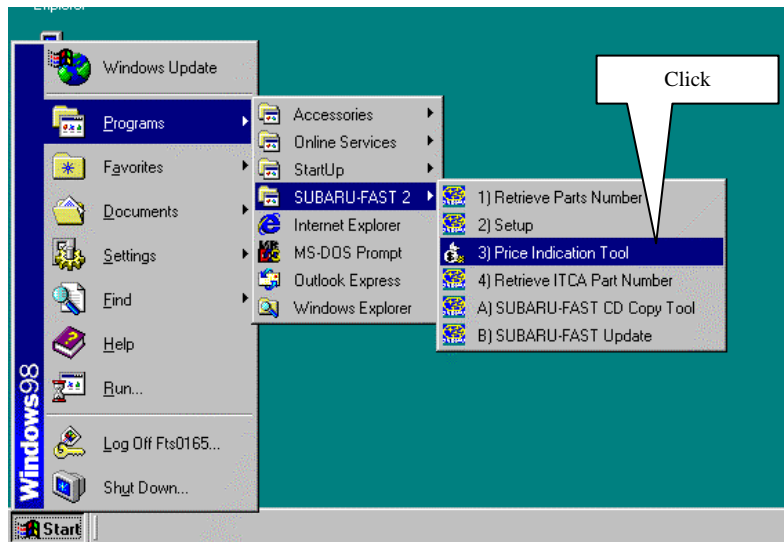 Explorer
Windows Update
Programs
Favorites
Documents
Settings
Find
Help
Run...
Log Off Fts0165...
Shut Down...
Windows98
Start
Accessories
Online Services
StartUp
SUBARU-FAST 2
Internet Explorer
MS-DOS Prompt
Outlook Express
Windows Explorer
1) Retrieve Parts Number
2) Setup
3) Price Indication Tool
4) Retrieve ITCA Part Number
A) SUBARU-FAST CD Copy Tool
B) SUBARU-FAST Update
Click